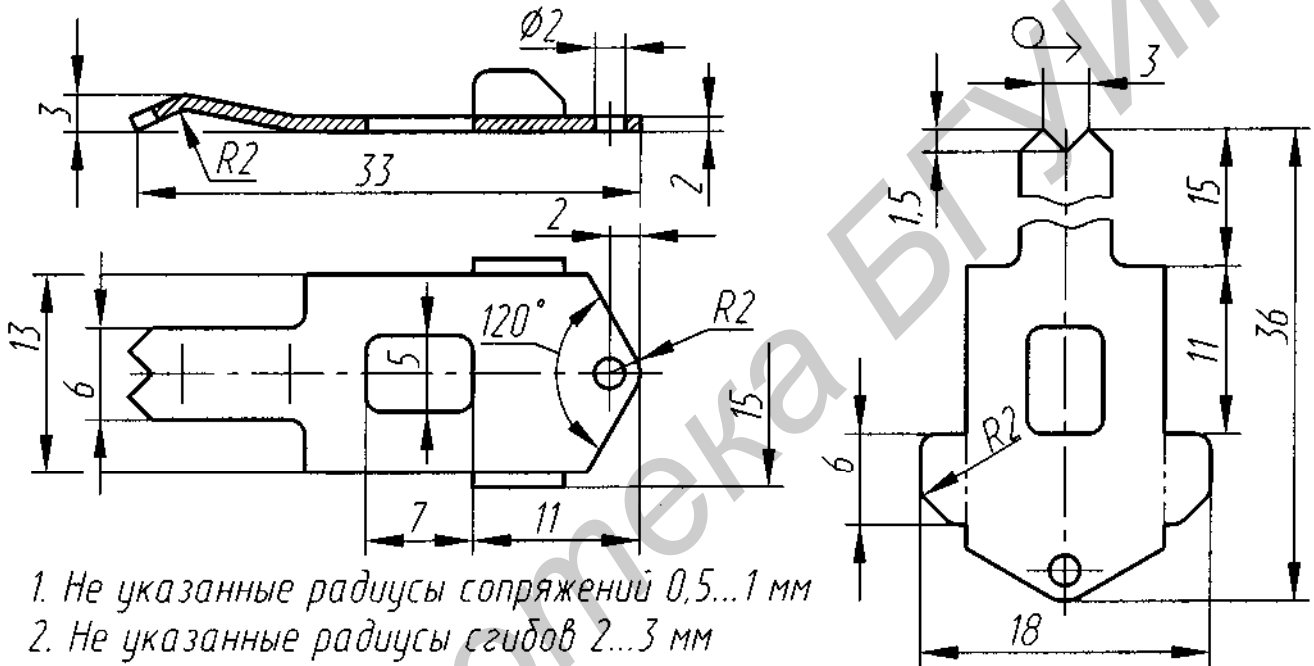 Ø2
3
R2
33
2
2
13
6
5
120°
R2
15
7
11
3
1,5
15
36
11
6
R2
18
1. Не указанные радиусы сопряжений 0,5...1 мм
2. Не указанные радиусы сгибов 2...3 мм
отека БГУИ